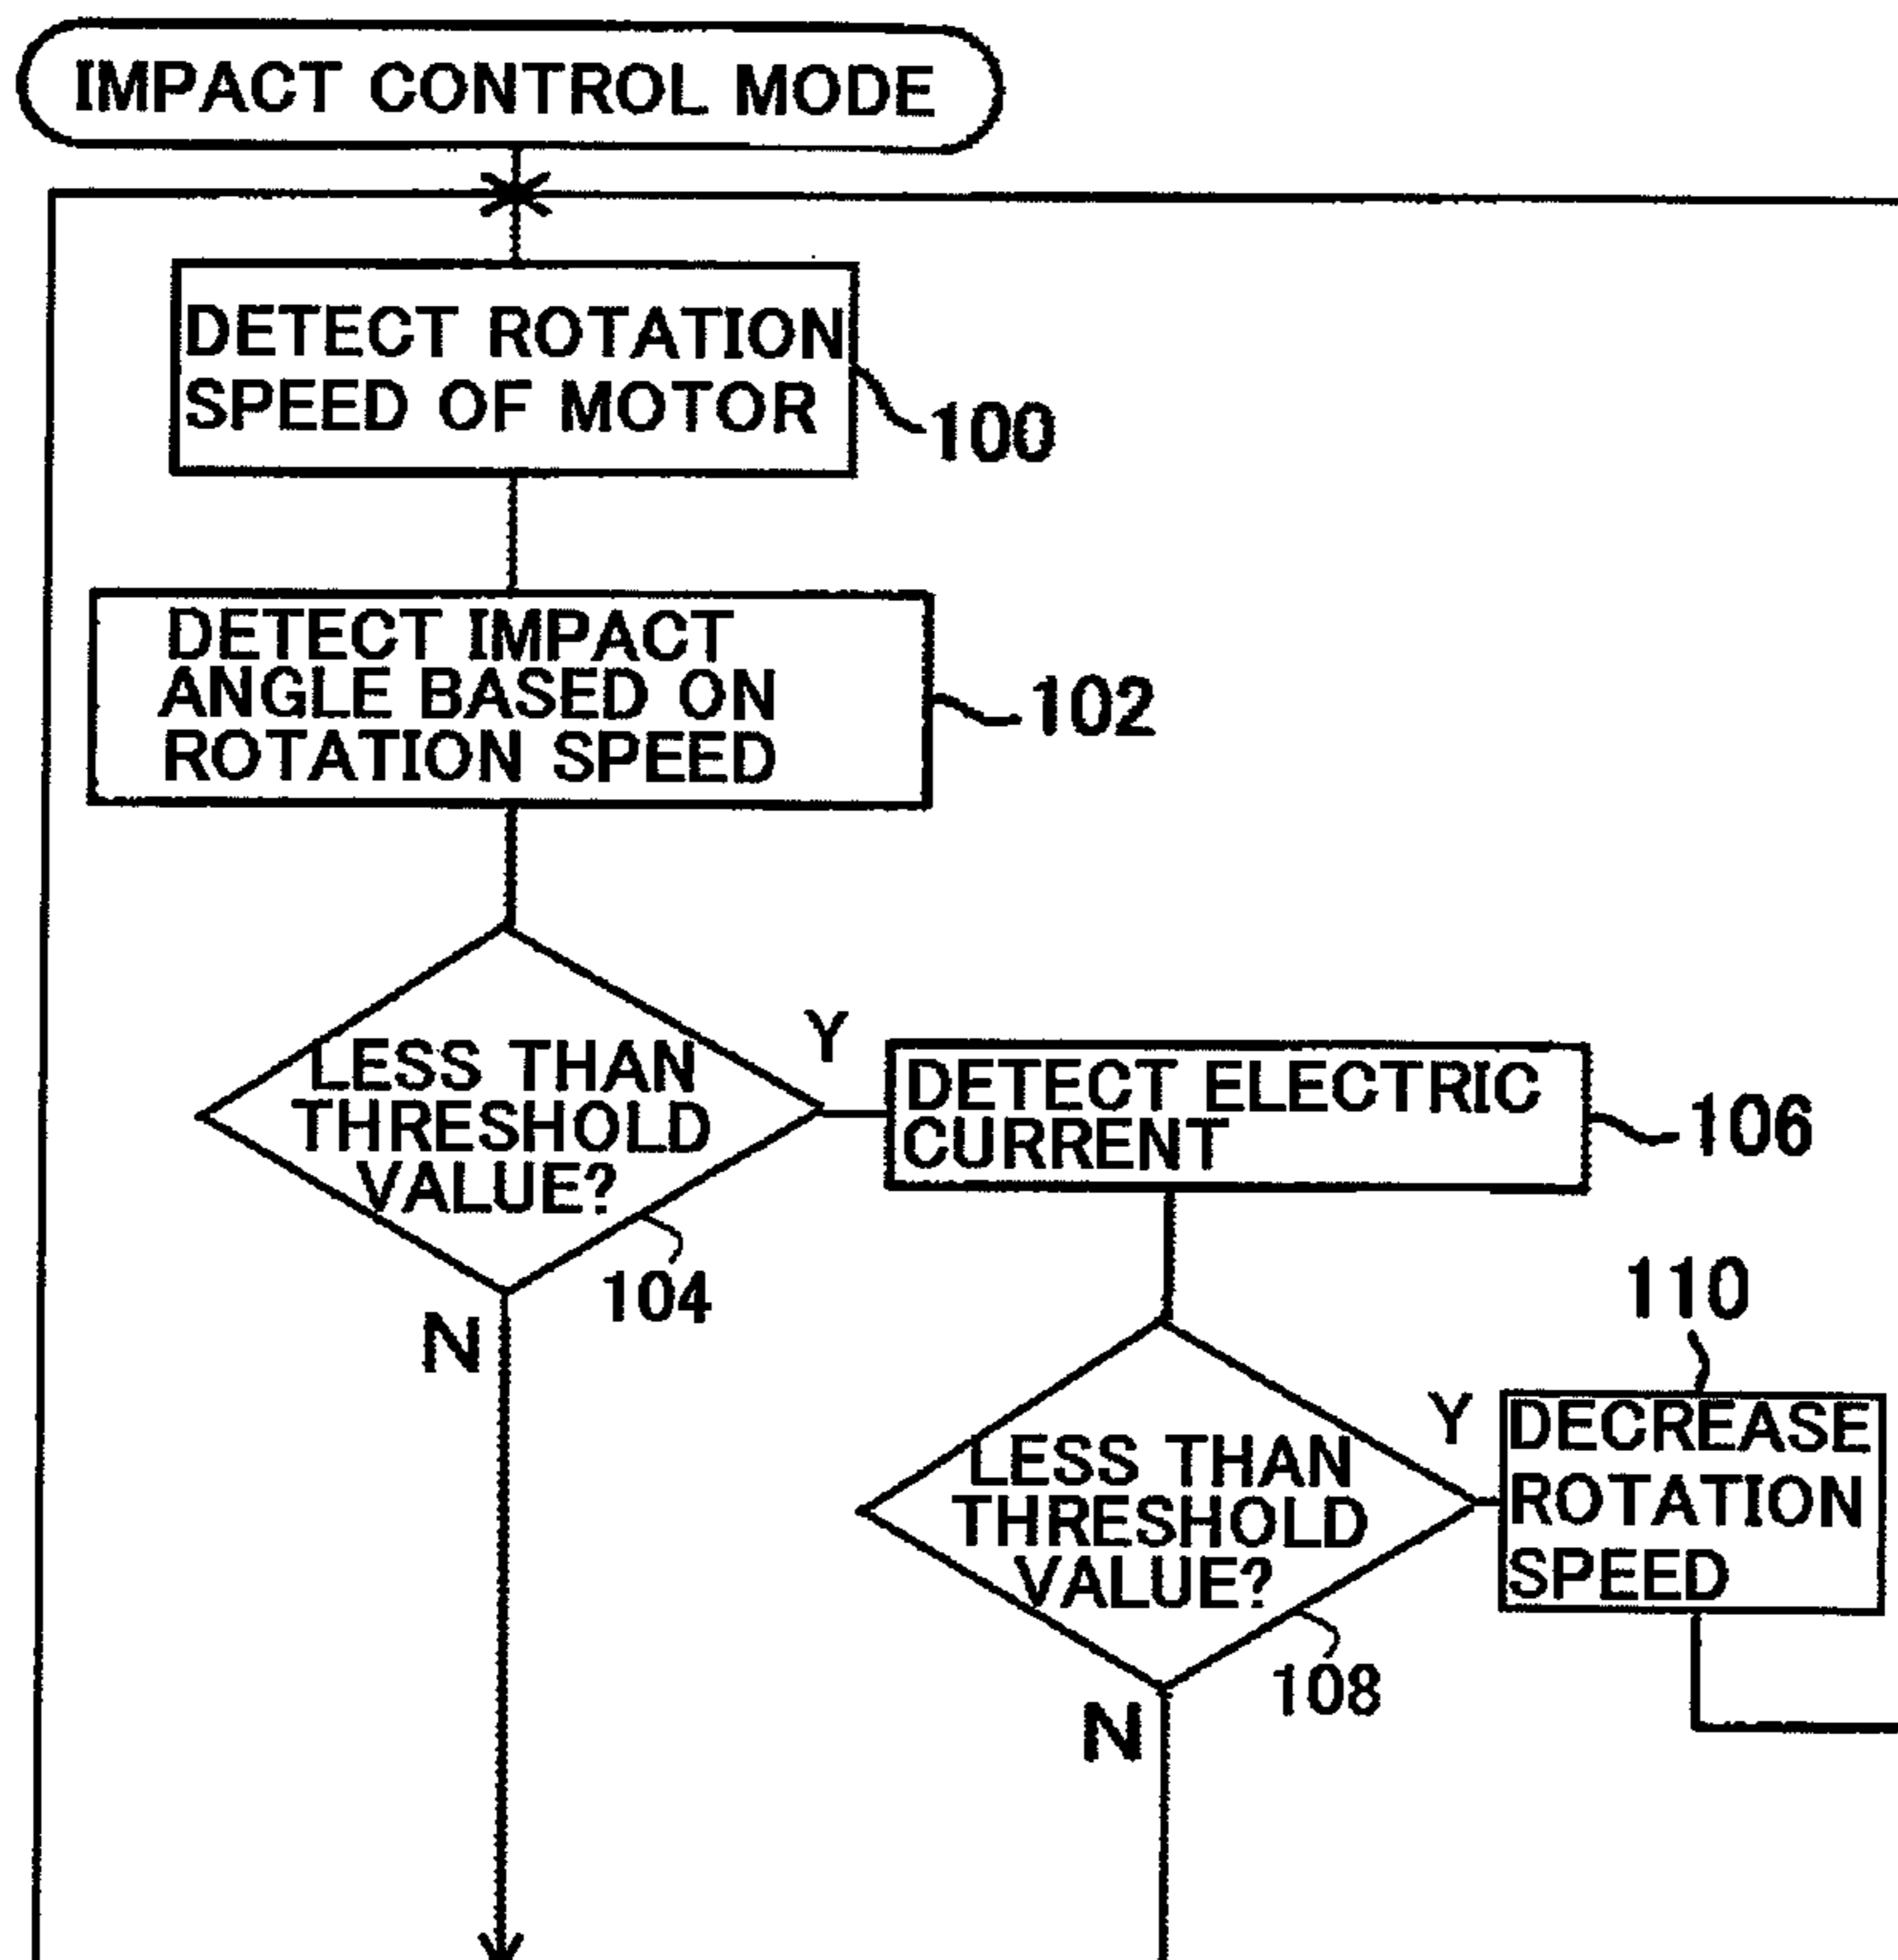 IMPACT CONTROL MODE
DETECT ROTATION
SPEED OF MOTOR
100
DETECT IMPACT
ANGLE BASED ON
ROTATION SPEED
102
LESS THAN
THRESHOLD
VALUE?
104
Y
N
DETECT ELECTRIC
CURRENT
106
LESS THAN
THRESHOLD
VALUE?
108
Y
N
110
DECREASE
ROTATION
SPEED